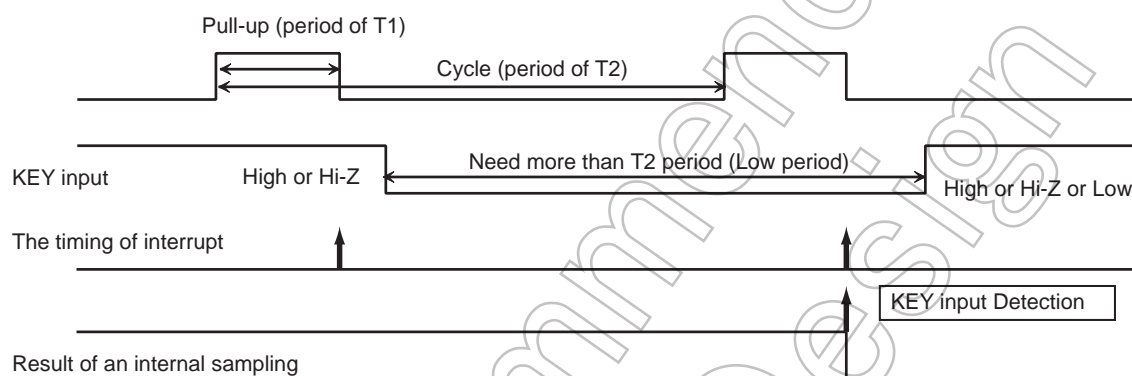 Pull-up (period of T1)
Cycle (period of T2)
Need more than T2 period (Low period)
KEY input
High or Hi-Z
High or Hi-Z or Low
The timing of interrupt
KEY input Detection
Result of an internal sampling